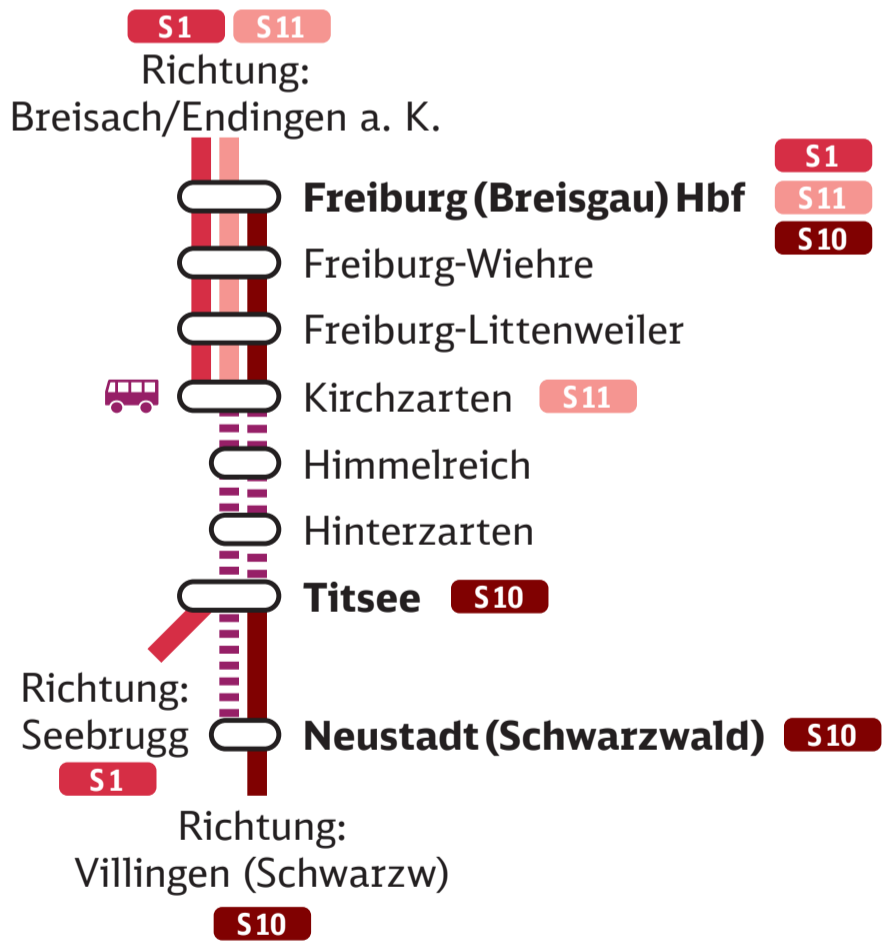 S1 S11
Richtung:
Breisach/Endingen a. K.
S1
Freiburg (Breisgau) Hbf S11
S10
Freiburg-Wiehre
Freiburg-Littenweiler
Kirchzarten S11
Himmelreich
Hinterzarten
Titsee S10
Richtung:
Seebrugg
S1
Neustadt (Schwarzwald) S10
Richtung:
Villingen (Schwarzw)
S10